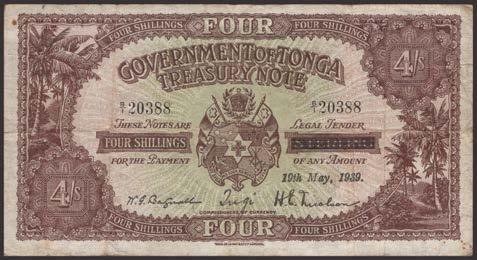 FOUR
FOUR SHILLINGS FOUR SHILLINGS
GOVERNMENT OF TONGA
TREASURY NOTE
4/s
B/1 20388 B/1 20388
THESE NOTES ARE LEGAL TENDER
FOUR SHILLINGS
FOR THE PAYMENT OF ANY AMOUNT
19th May, 1939.
4/s
COMMISSIONERS OF CURRENCY
FOUR SHILLINGS FOUR SHILLINGS
FOUR